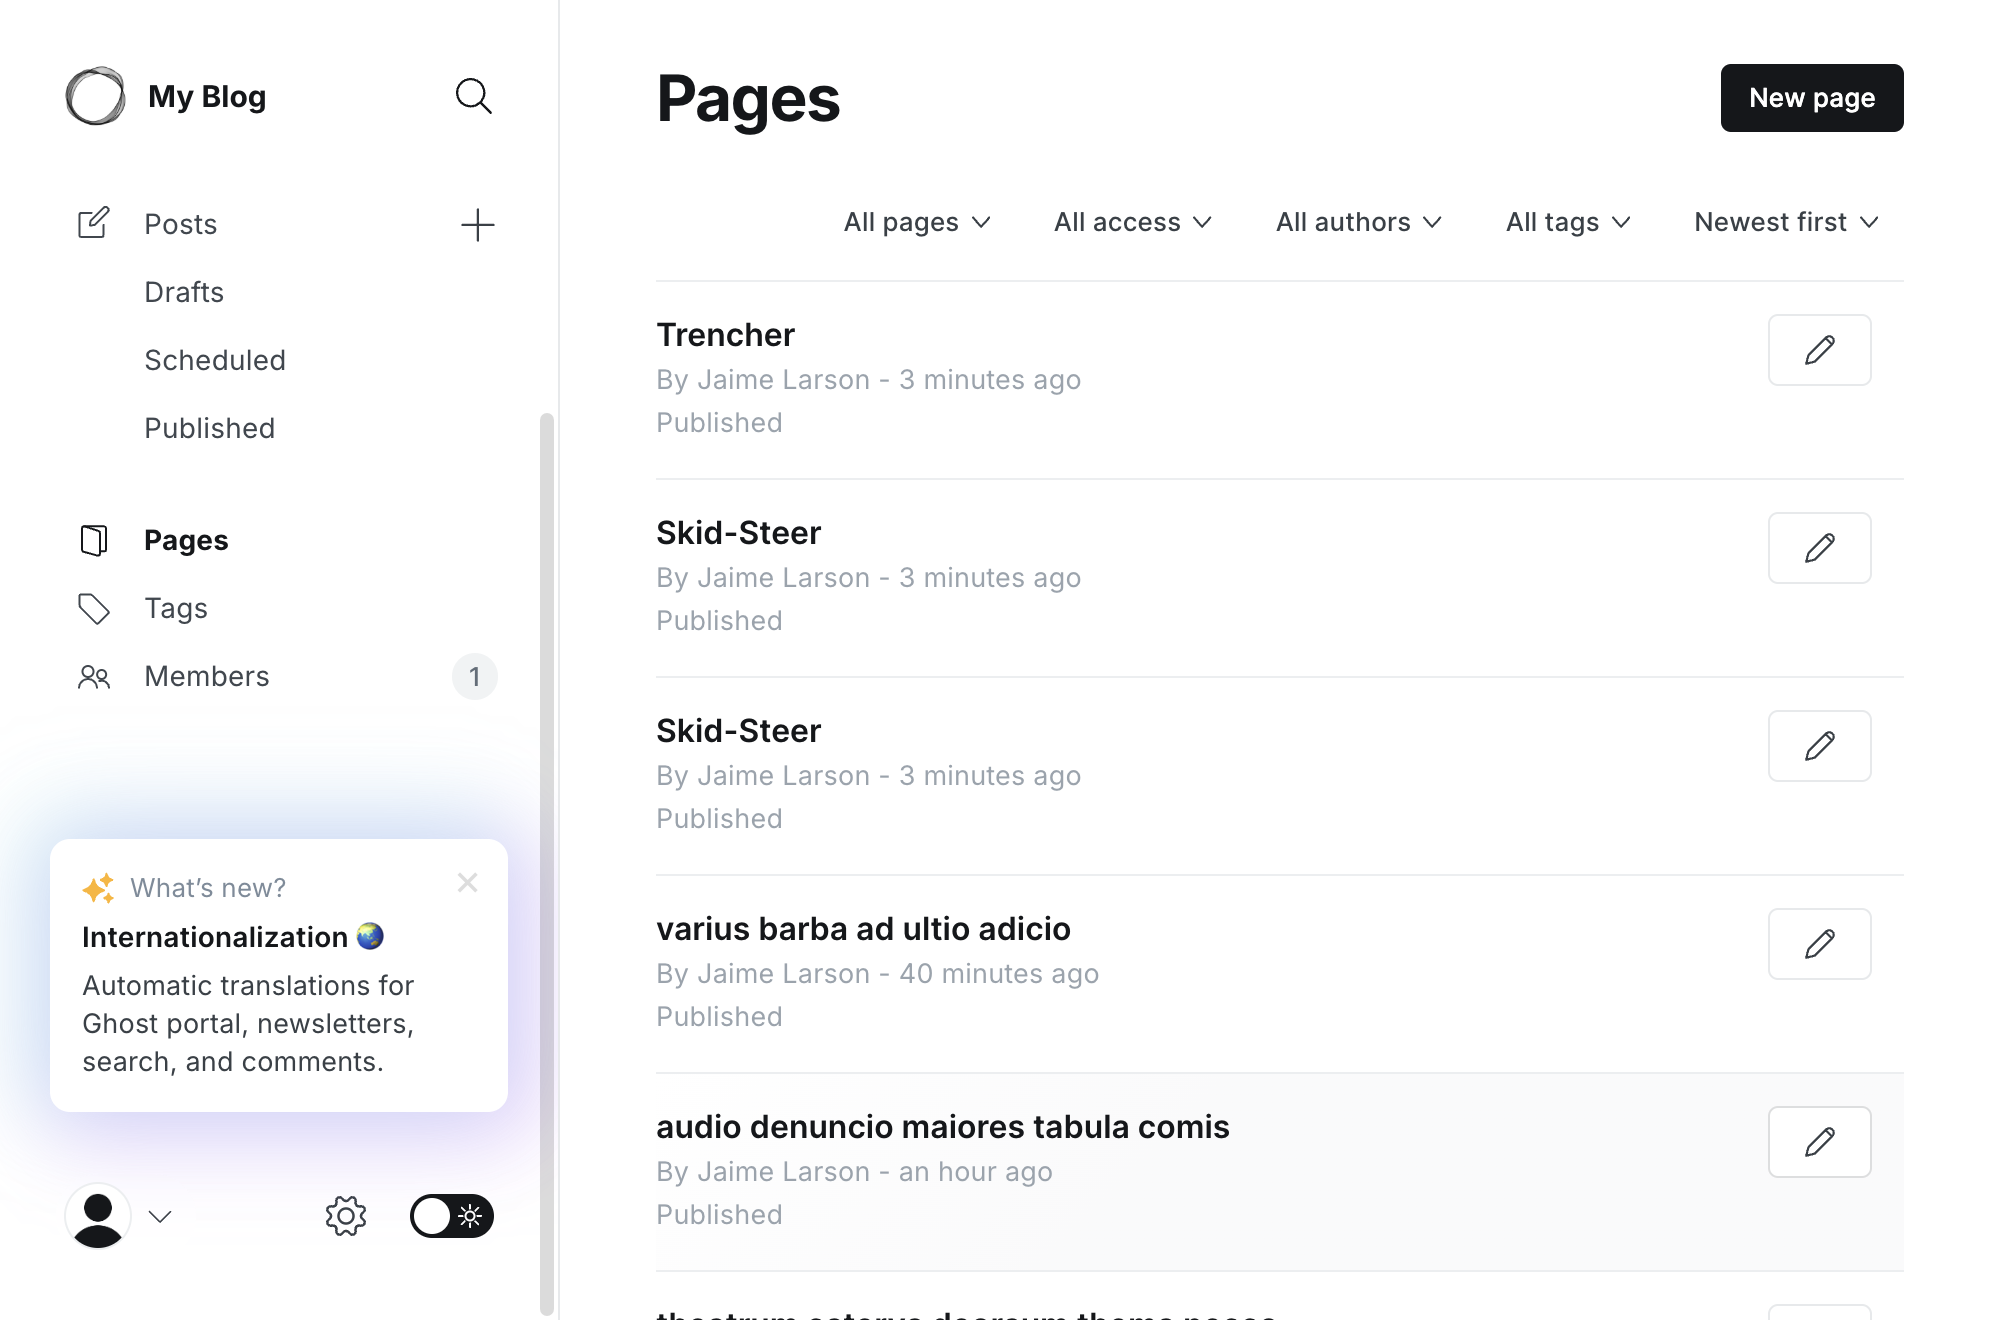 My Blog
Posts
Drafts
Scheduled
Published
Pages
Tags
Members
1
What's new?
Internationalization 🌏
Automatic translations for
Ghost portal, newsletters,
search, and comments.
Pages
New page
All pages
All access
All authors
All tags
Newest first
Trencher
By Jaime Larson - 3 minutes ago
Published
Skid-Steer
By Jaime Larson - 3 minutes ago
Published
Skid-Steer
By Jaime Larson - 3 minutes ago
Published
varius barba ad ultio adicio
By Jaime Larson - 40 minutes ago
Published
audio denuncio maiores tabula comis
By Jaime Larson - an hour ago
Published